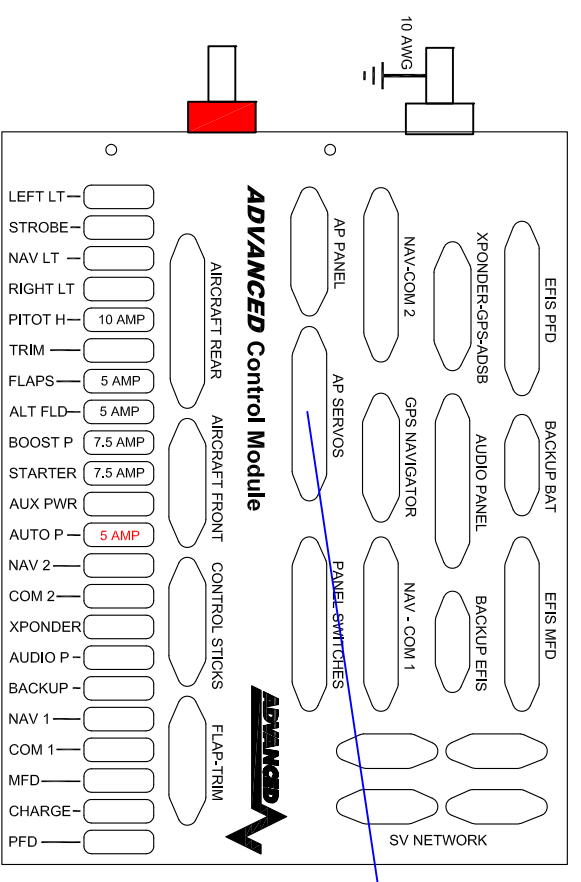 10 AWG
LEFT LT
STROBE
NAV LT
RIGHT LT
PITOT H 10 AMP
TRIM
FLAPS 5 AMP
ALT FLD 5 AMP
BOOST P 7.5 AMP
STARTER 7.5 AMP
AUX PWR
AUTO P 5 AMP
NAV 2
COM 2
XPONDER
AUDIO P
BACKUP
NAV 1
COM 1
MFD
CHARGE
PFD
AIRCRAFT REAR
AIRCRAFT FRONT
CONTROL STICKS
FLAP-TRIM
ADVANCED Control Module
ADVANCED
AP PANEL
AP SERVOS
PANEL SWITCHES
NAV-COM 2
GPS NAVIGATOR
NAV - COM 1
XPONDER-GPS-ADSB
AUDIO PANEL
BACKUP EFIS
EFIS PFD
BACKUP BAT
EFIS MFD
SV NETWORK